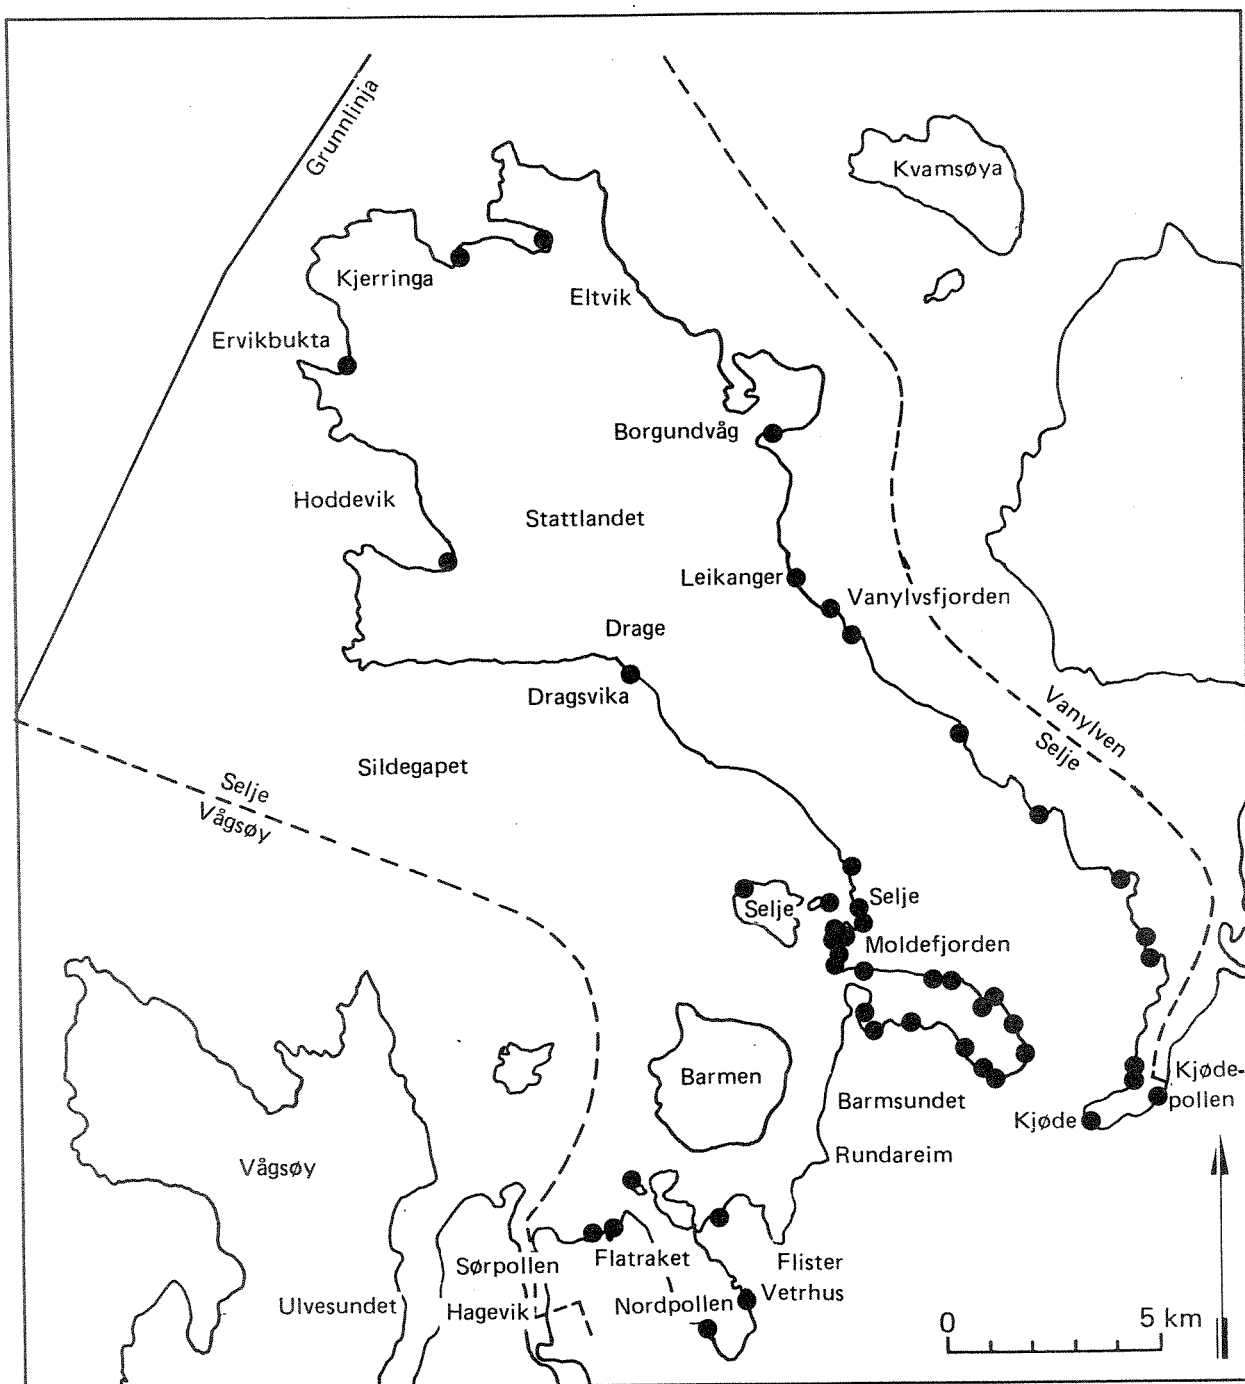 Grunnlinja
Kvamsøya
Kjerringa
Eltvik
Ervikbukta
Borgundvåg
Hoddevik
Stattlandet
Leikanger
Vanylvsfjorden
Drage
Dragsvika
Vanylven
Selje
Sildegapet
Selje
Vågsøy
Selje
Selje
Moldefjorden
Barmen
Kjøde-
pollen
Barmsundet
Kjøde
Rundareim
Vågsøy
Sørpollen
Flatraket
Flister
Vetrhus
Ulvesundet
Hagevik
Nordpollen
0
5 km